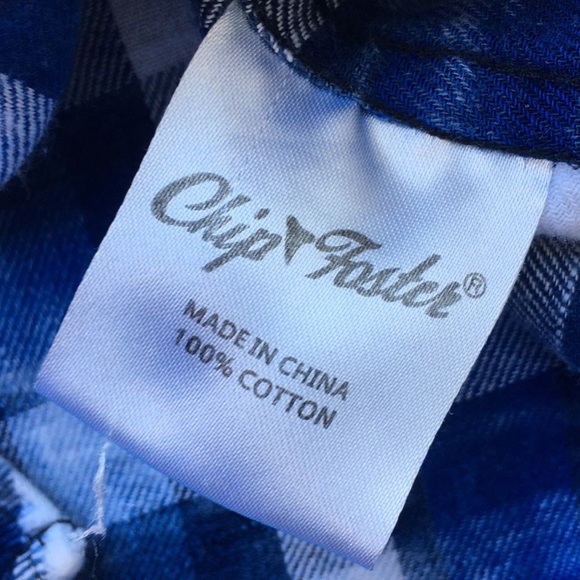 Chip Foster®
MADE IN CHINA
100% COTTON